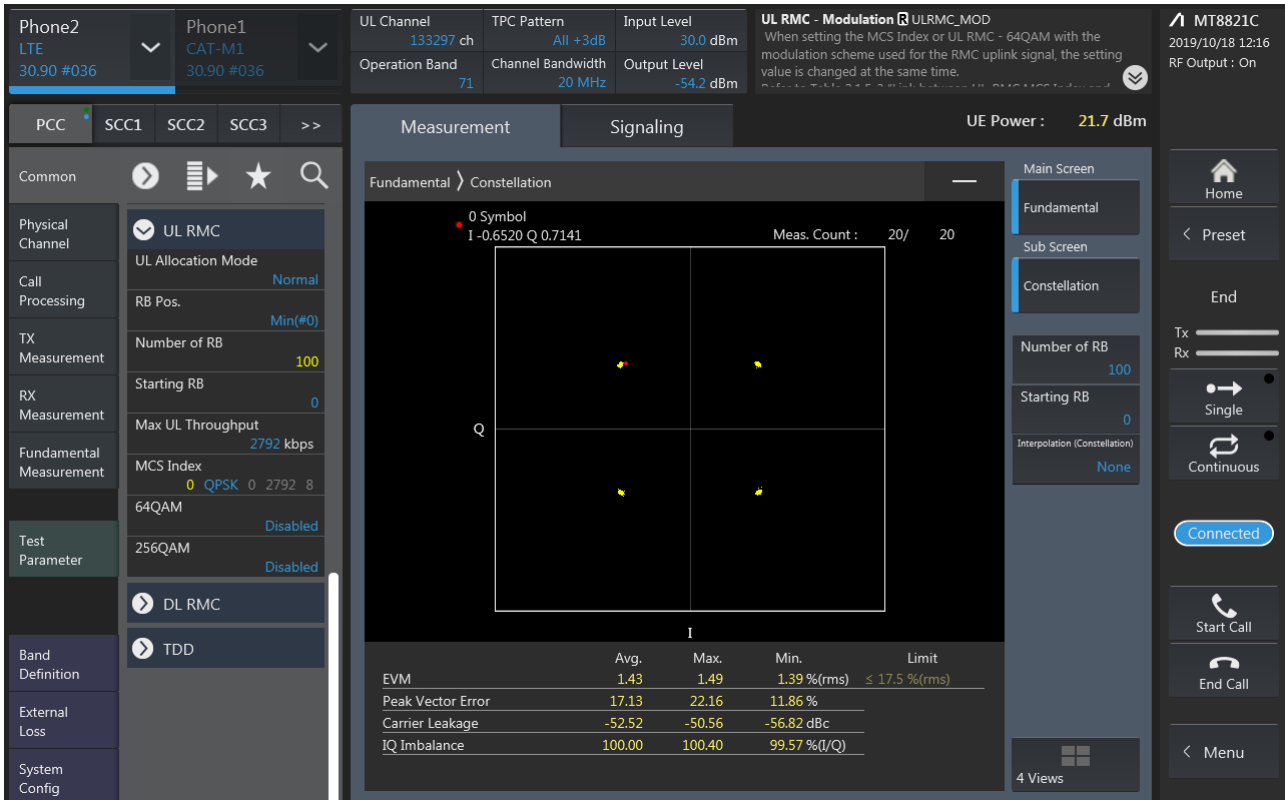 Phone2
LTE
30.90 #036
Phone1
CAT-M1
30.90 #036
UL Channel
133297 ch
TPC Pattern
All +3dB
Input Level
30.0 dBm
Operation Band
71
Channel Bandwidth
20 MHz
Output Level
-54.2 dBm
UL RMC - Modulation R ULRMC_MOD
When setting the MCS Index or UL RMC - 64QAM with the
modulation scheme used for the RMC uplink signal, the setting
value is changed at the same time.
MT8821C
2019/10/18 12:16
RF Output : On
PCC SCC1 SCC2 SCC3 >>
Measurement
Signaling
UE Power : 21.7 dBm
Common
Physical
Channel
Call
Processing
TX
Measurement
RX
Measurement
Fundamental
Measurement
Test
Parameter
Band
Definition
External
Loss
System
Config
UL RMC
UL Allocation Mode
Normal
RB Pos.
Min(#0)
Number of RB
100
Starting RB
0
Max UL Throughput
2792 kbps
MCS Index
0 QPSK 0 2792 8
64QAM
Disabled
256QAM
Disabled
DL RMC
TDD
Fundamental 〉 Constellation
0 Symbol
I -0.6520 Q 0.7141
Meas. Count : 20/ 20
Q
I
Avg. Max. Min. Limit
EVM 1.43 1.49 1.39 %(rms) ≤ 17.5 %(rms)
Peak Vector Error 17.13 22.16 11.86 %
Carrier Leakage -52.52 -50.56 -56.82 dBc
IQ Imbalance 100.00 100.40 99.57 %(I/Q)
Main Screen
Fundamental
Sub Screen
Constellation
Number of RB
100
Starting RB
0
Interpolation (Constellation)
None
4 Views
Home
< Preset
End
Tx
Rx
Single
Continuous
Connected
Start Call
End Call
< Menu